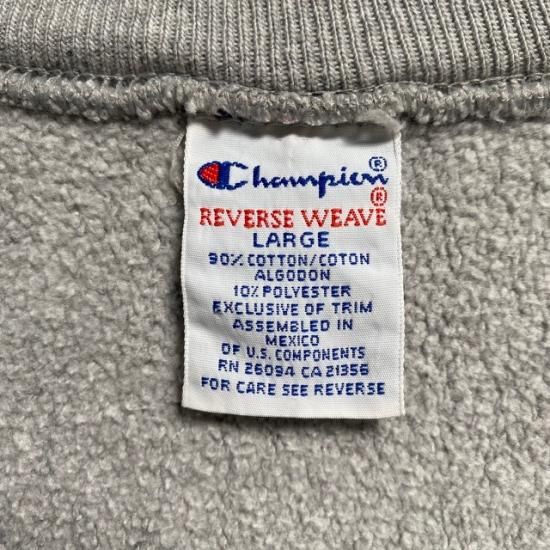 Champion®
REVERSE WEAVE®
LARGE
90% COTTON/COTON
ALGODON
10% POLYESTER
EXCLUSIVE OF TRIM
ASSEMBLED IN
MEXICO
OF U.S. COMPONENTS
RN 26094 CA 21356
FOR CARE SEE REVERSE